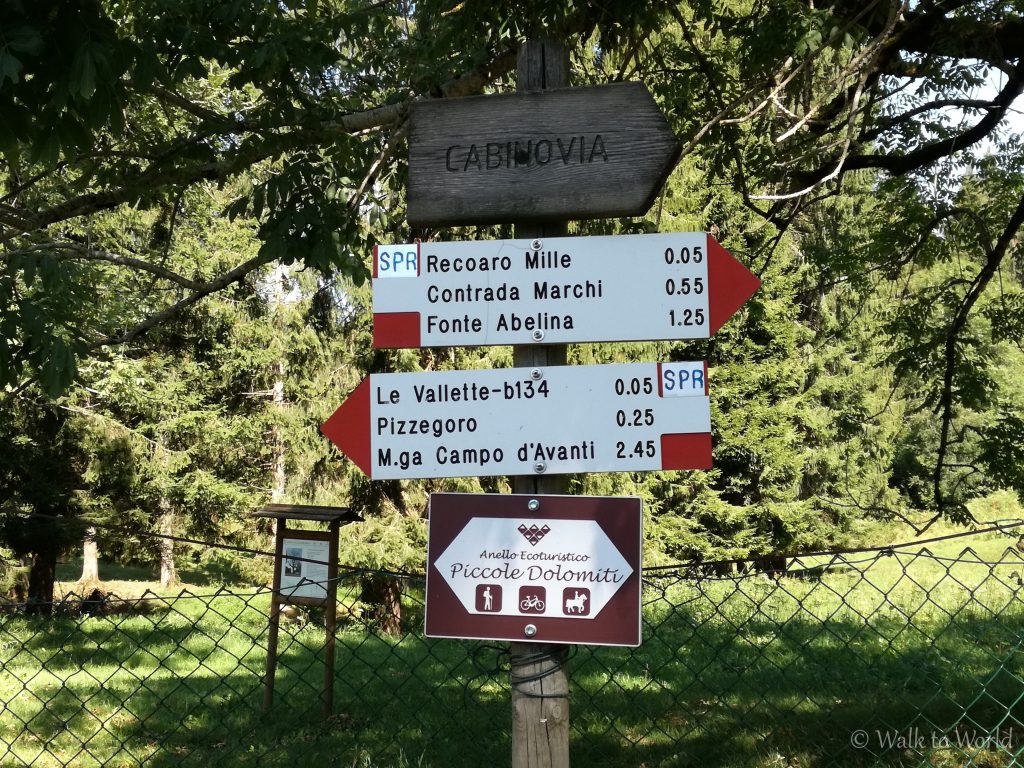 CABINOVIA
SPR Recoaro Mille 0.05
Contrada Marchi 0.55
Fonte Abelina 1.25
Le Vallette-b134 0.05 SPR
Pizzegoro 0.25
M.ga Campo d'Avanti 2.45
Anello Ecoturistico
Piccole Dolomiti
© Walk to World